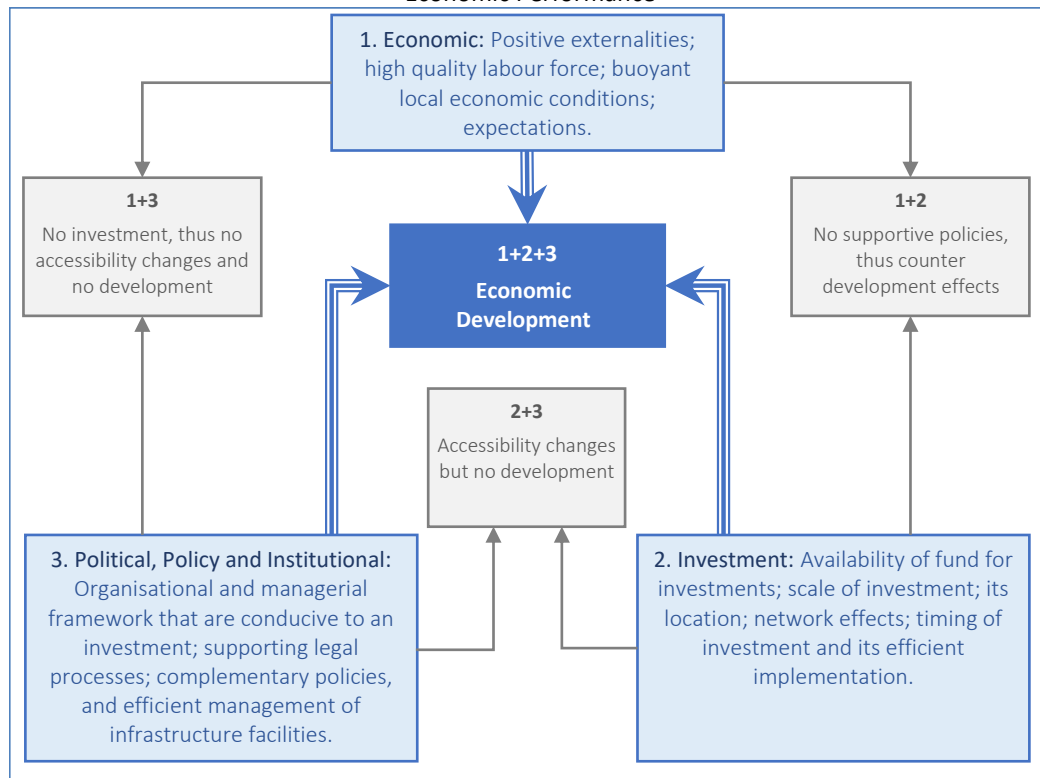 Economic Performance
1. Economic: Positive externalities;
high quality labour force; buoyant
local economic conditions;
expectations.
1+3
No investment, thus no
accessibility changes and
no development
1+2+3
Economic
Development
1+2
No supportive policies,
thus counter
development effects
2+3
Accessibility changes
but no development
3. Political, Policy and Institutional:
Organisational and managerial
framework that are conducive to an
investment; supporting legal
processes; complementary policies,
and efficient management of
infrastructure facilities.
2. Investment: Availability of fund for
investments; scale of investment; its
location; network effects; timing of
investment and its efficient
implementation.